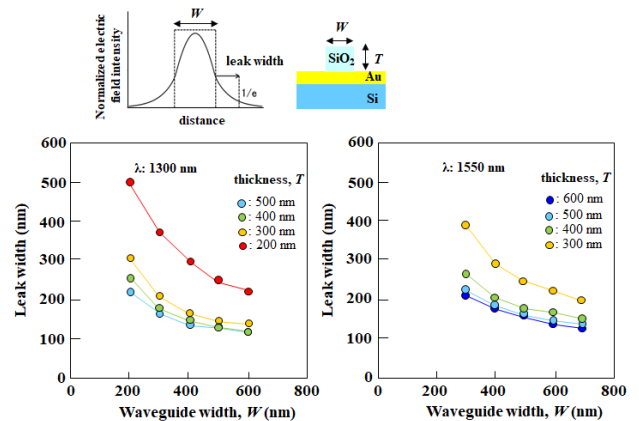 Normalized electric
field intensity
W
leak width
1/e
distance
W
SiO₂
T
Au
Si
λ: 1300 nm
thickness, T
: 500 nm
: 400 nm
: 300 nm
: 200 nm
Leak width (nm)
600
500
400
300
200
100
0
0
200
400
600
800
Waveguide width, W (nm)
λ: 1550 nm
thickness, T
: 600 nm
: 500 nm
: 400 nm
: 300 nm
Leak width (nm)
600
500
400
300
200
100
0
0
200
400
600
800
Waveguide width, W (nm)